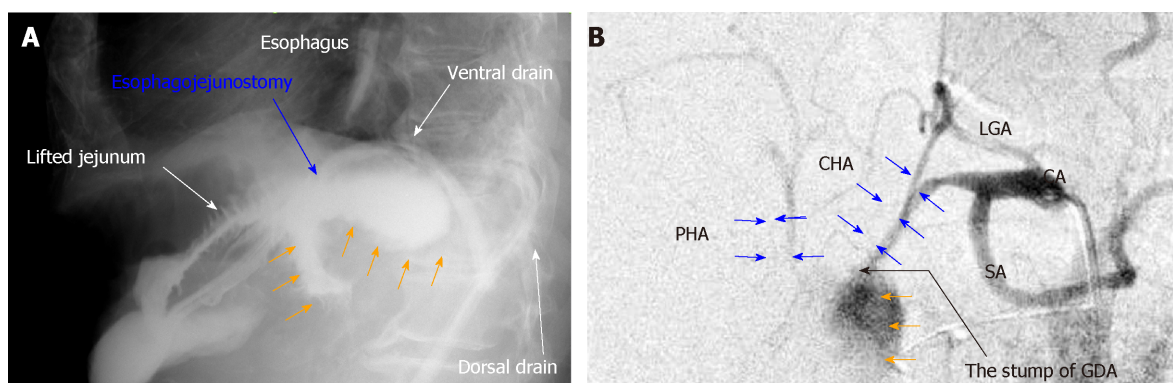 A
Esophagus
Ventral drain
Esophagojejunostomy
Lifted jejunum
Dorsal drain
B
LGA
CHA
CA
PHA
SA
The stump of GDA